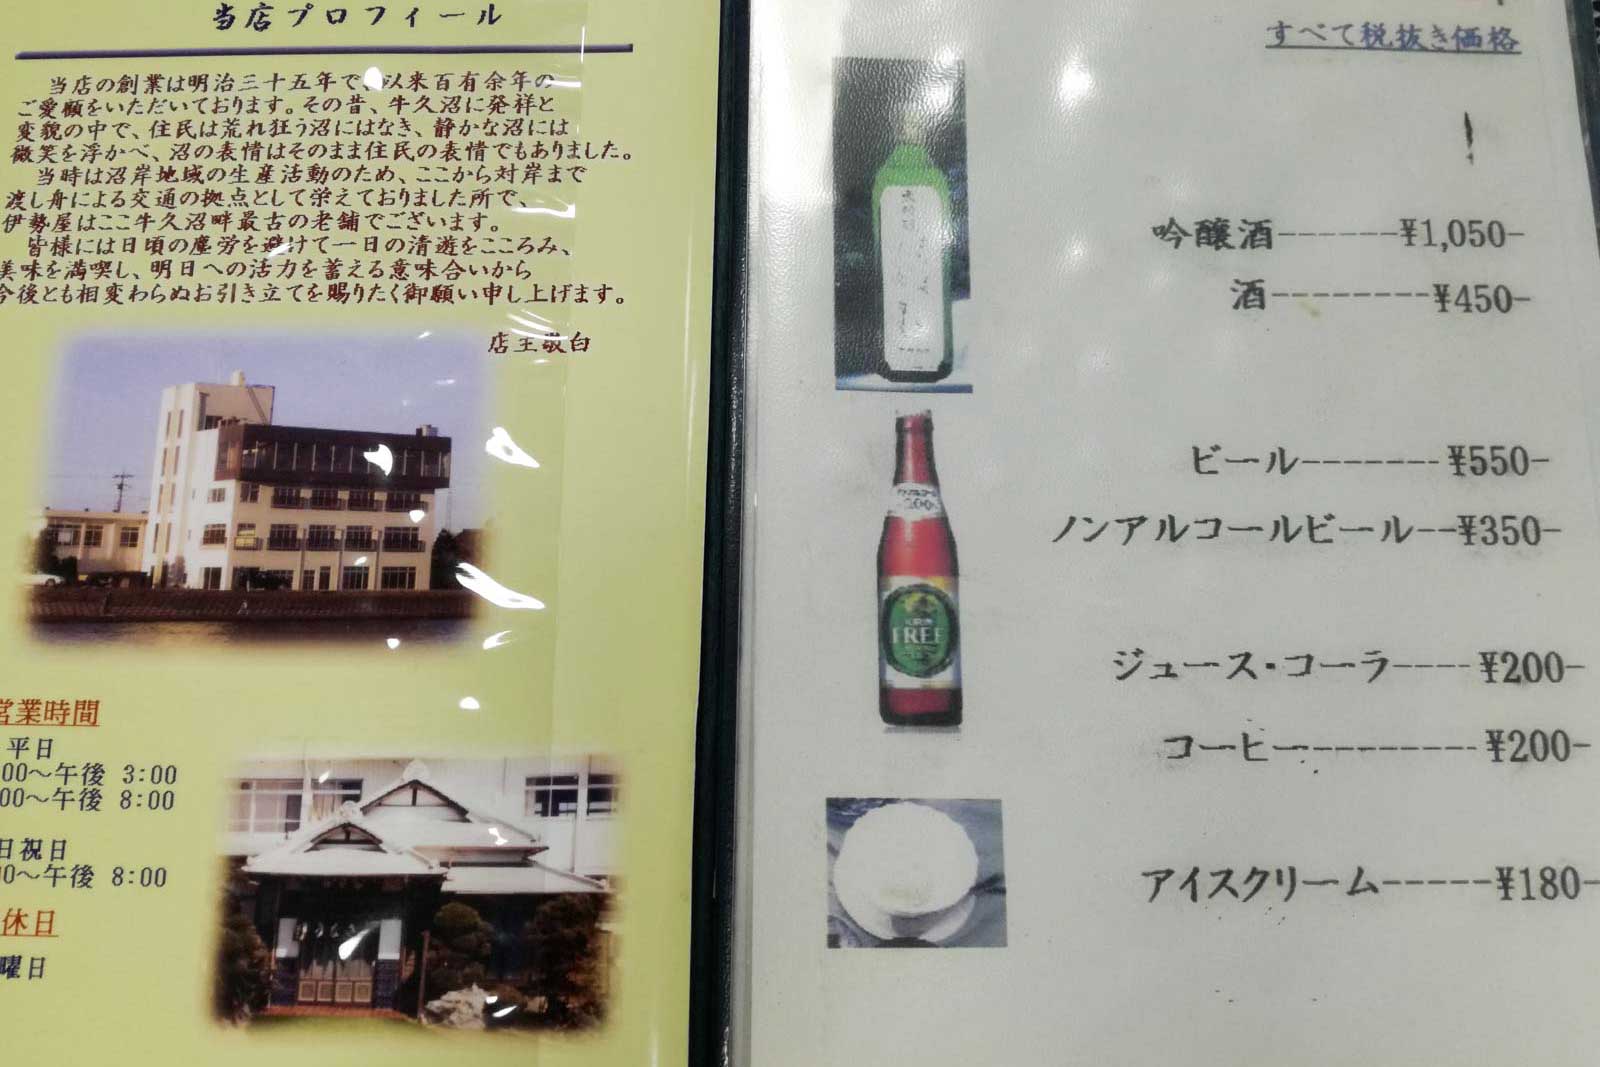 当店プロフィール
当店の創業は明治三十五年で、以来百有余年の
ご愛顧をいただいております。その昔、牛久沼に発祥と
変貌の中で、住民は荒れ狂う沼にはなき、静かな沼には
微笑を浮かべ、沼の表情はそのまま住民の表情でもありました。
当時は沼岸地域の生産活動のため、ここから対岸まで
渡し舟による交通の拠点として栄えておりました所で、
伊勢屋はここ牛久沼畔最古の老舗でございます。
皆様には日頃の塵労を避けて一日の清遊をこころみ、
美味を満喫し、明日への活力を蓄える意味合いから
今後とも相変わらぬお引き立てを賜りたく御願い申し上げます。
店主敬白
営業時間
平日
00～午後 3:00
00～午後 8:00
日祝日
00～午後 8:00
休日
曜日
すべて税抜き価格
吟醸酒------¥1,050-
酒--------¥450-
ビール-------¥550-
ノンアルコールビール--¥350-
ジュース・コーラ----¥200-
コーヒー---------¥200-
アイスクリーム-----¥180-
FREE